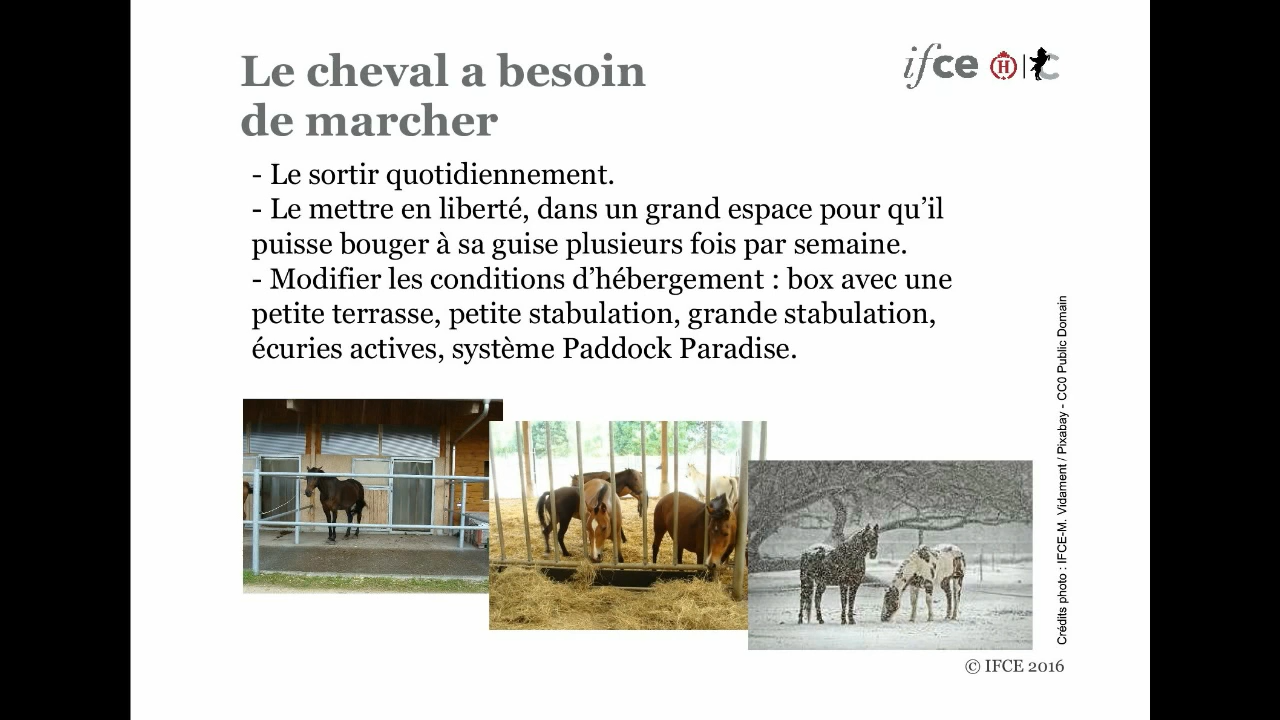 Le cheval a besoin
de marcher
ifce H C
- Le sortir quotidiennement.
- Le mettre en liberté, dans un grand espace pour qu’il
puisse bouger à sa guise plusieurs fois par semaine.
- Modifier les conditions d’hébergement : box avec une
petite terrasse, petite stabulation, grande stabulation,
écuries actives, système Paddock Paradise.
Crédits photo : IFCE-M. Vidament / Pixabay - CC0 Public Domain
© IFCE 2016